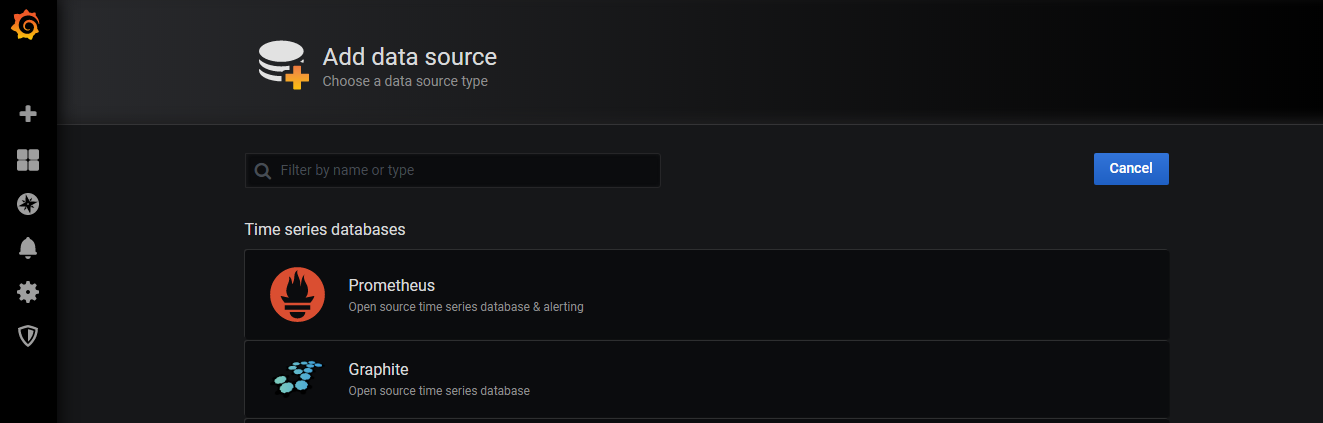 Add data source
Choose a data source type
Filter by name or type
Cancel
Time series databases
Prometheus
Open source time series database & alerting
Graphite
Open source time series database